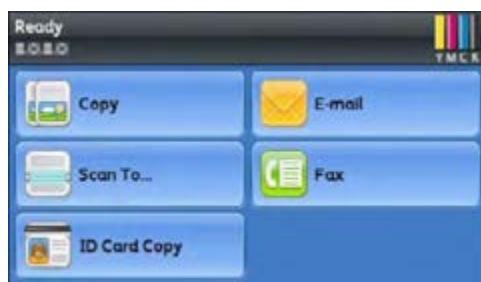 Ready
YMCK
Copy
E-mail
Scan To...
Fax
ID Card Copy